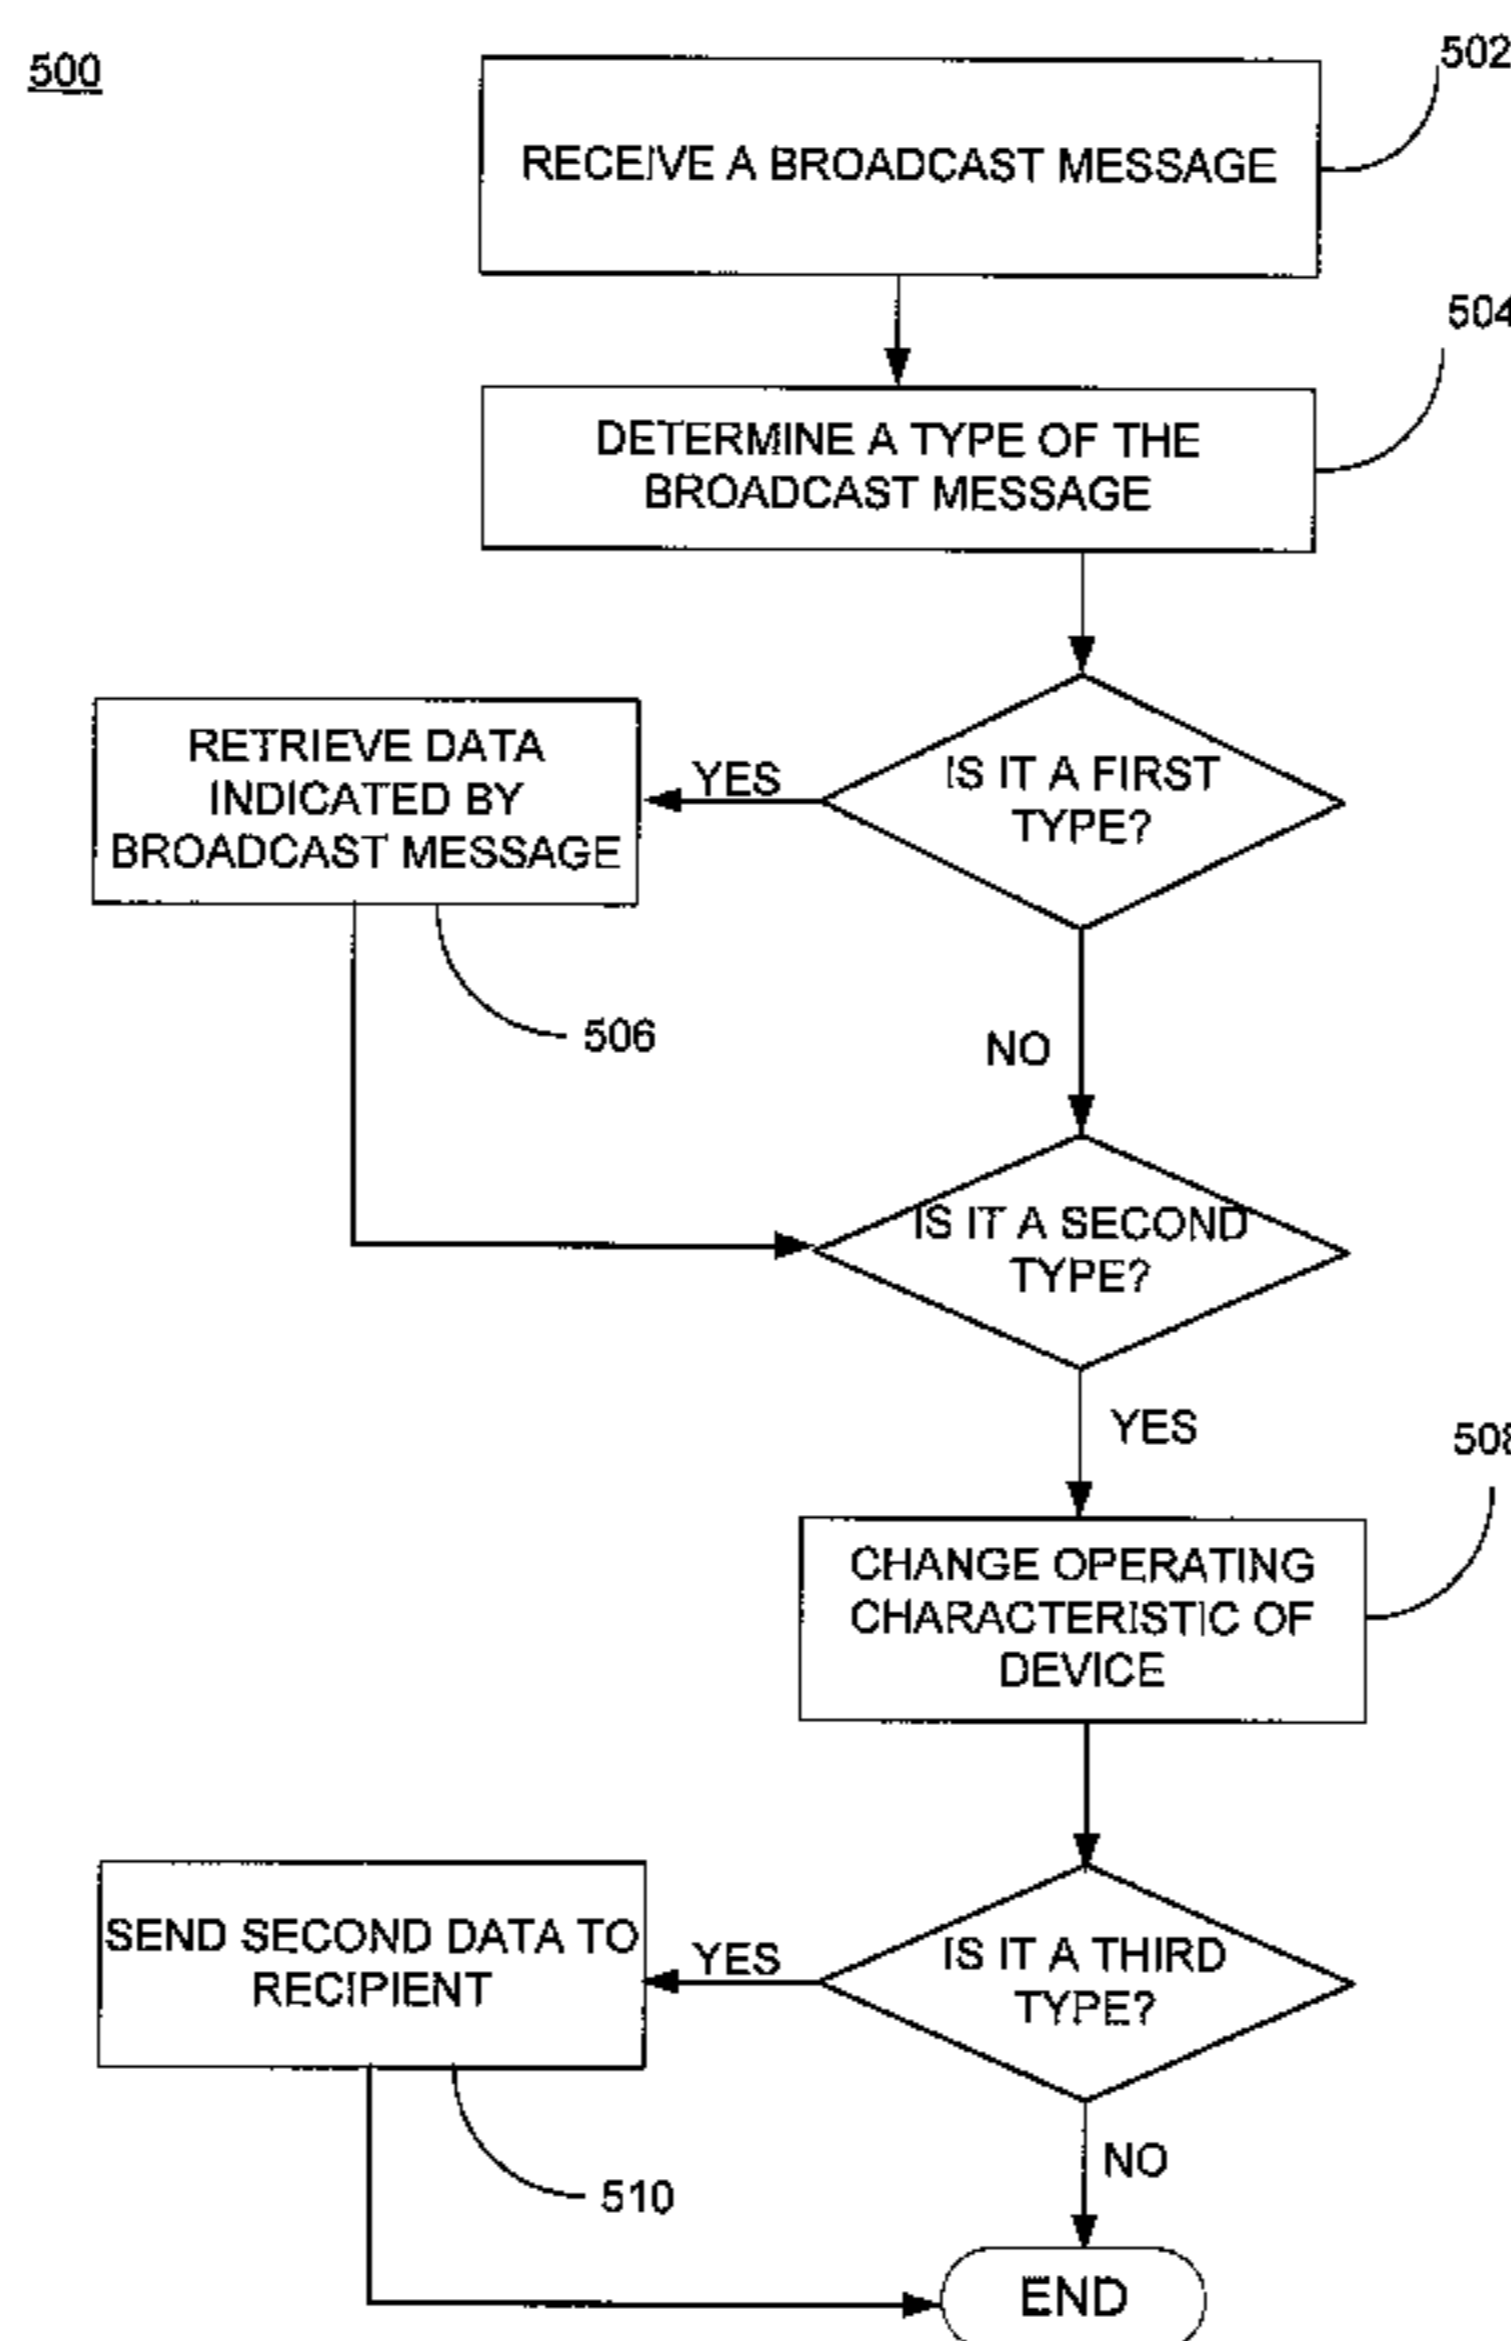 500
502
RECEIVE A BROADCAST MESSAGE
504
DETERMINE A TYPE OF THE
BROADCAST MESSAGE
RETRIEVE DATA
INDICATED BY
BROADCAST MESSAGE
YES
IS IT A FIRST
TYPE?
506
NO
IS IT A SECOND
TYPE?
YES
508
CHANGE OPERATING
CHARACTERISTIC OF
DEVICE
SEND SECOND DATA TO
RECIPIENT
YES
IS IT A THIRD
TYPE?
510
NO
END